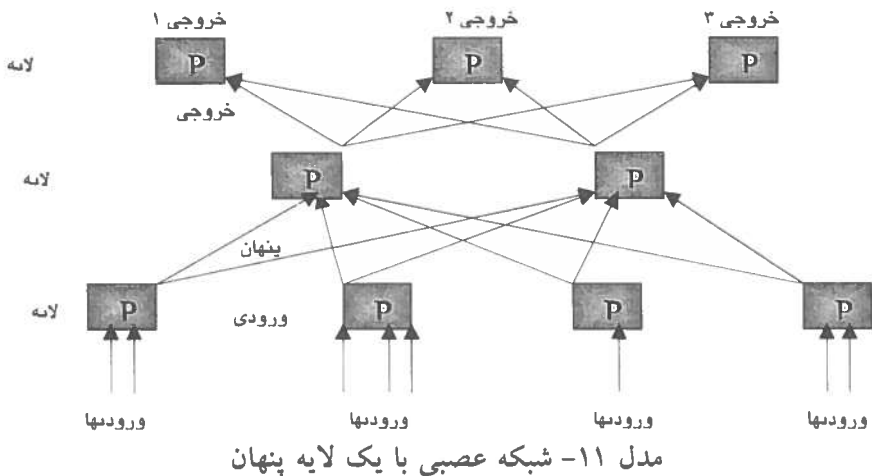 خروجی ۱
خروجی ۲
خروجی ۳
لایه
P
P
P
خروجی
لایه
P
P
پنهان
لایه
P
P
P
P
ورودی
ورودیها
ورودیها
ورودیها
ورودیها
مدل ۱۱- شبکه عصبی با یک لایه پنهان